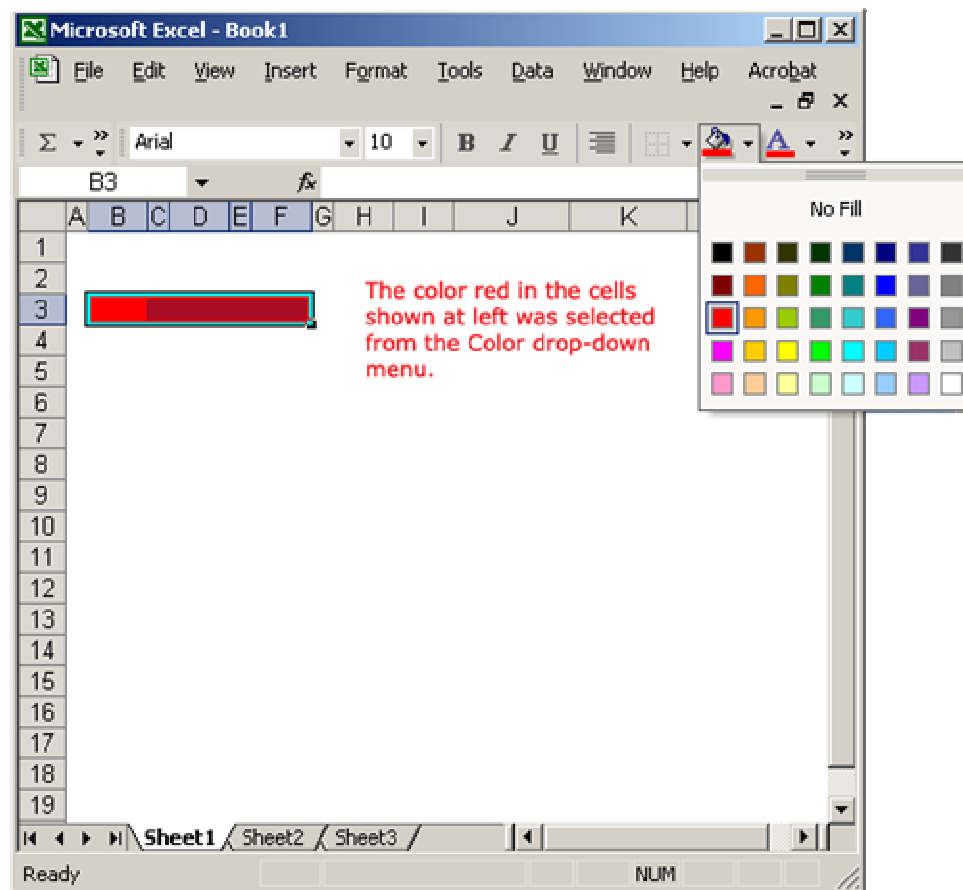 Microsoft Excel - Book1
File Edit View Insert Format Tools Data Window Help Acrobat
Σ » Arial 10 B I U A »
B3 fx
No Fill
A B C D E F G H I J K
1
2
3
4
5
6
7
8
9
10
11
12
13
14
15
16
17
18
19
The color red in the cells
shown at left was selected
from the Color drop-down
menu.
Sheet1 Sheet2 Sheet3
Ready NUM